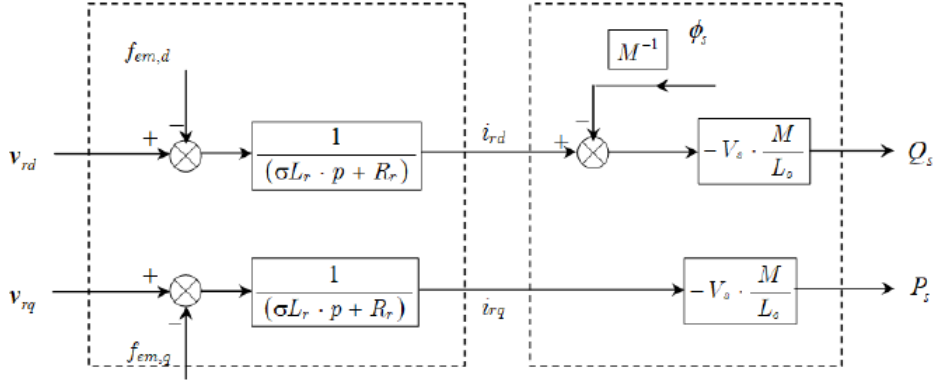 f_{em,d}
M^{-1}
ϕ_s
v_{rd}
+
−
1
(σL_r · p + R_r)
i_{rd}
+
−
− V_s · M
L_s
Q_s
v_{rq}
+
−
1
(σL_r · p + R_r)
i_{rq}
− V_s · M
L_s
P_s
f_{em,q}